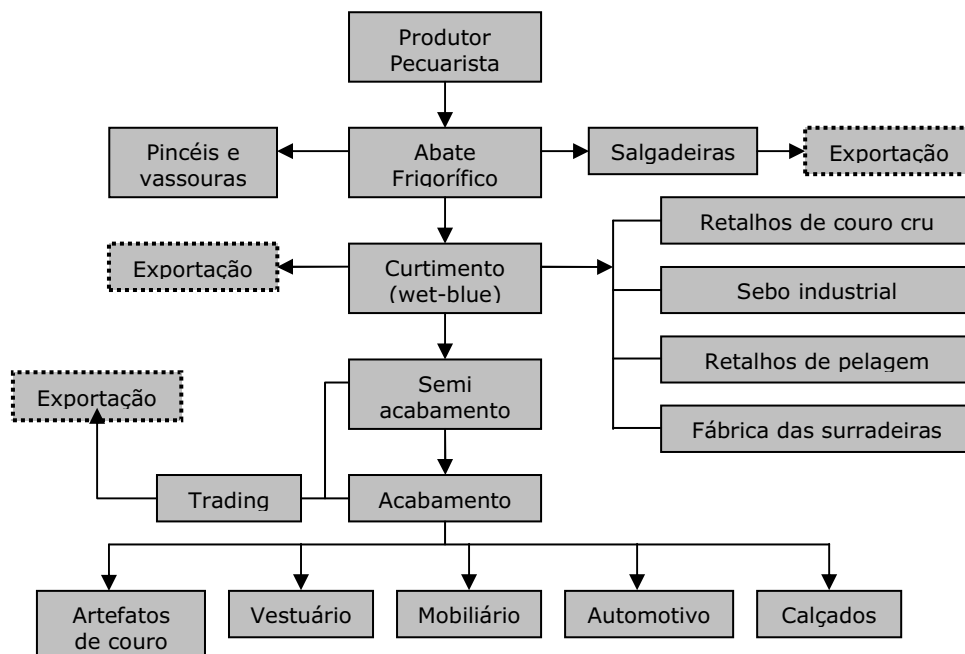 Produtor
Pecuarista
Pincéis e
vassouras
Abate
Frigorífico
Salgadeiras
Exportação
Retalhos de couro cru
Exportação
Curtimento
(wet-blue)
Sebo industrial
Retalhos de pelagem
Exportação
Semi
acabamento
Fábrica das surradeiras
Trading
Acabamento
Artefatos
de couro
Vestuário
Mobiliário
Automotivo
Calçados